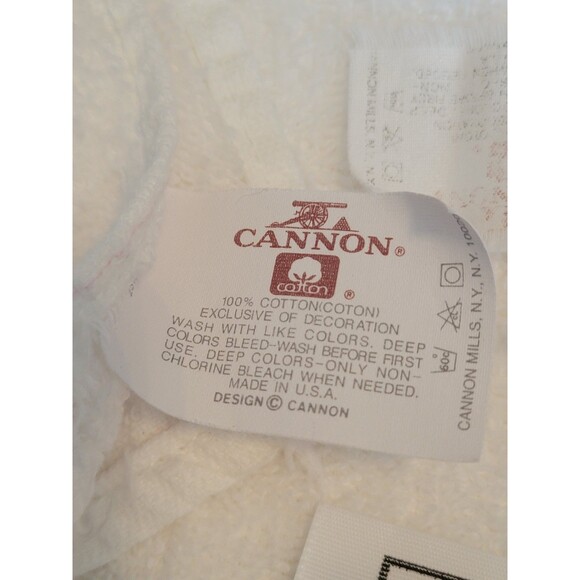 CANNON®
cotton ®
100% COTTON(COTON)
EXCLUSIVE OF DECORATION
WASH WITH LIKE COLORS. DEEP
COLORS BLEED-WASH BEFORE FIRST
USE. DEEP COLORS-ONLY NON-
CHLORINE BLEACH WHEN NEEDED.
MADE IN U.S.A.
DESIGN © CANNON
60c
CANNON MILLS, N.Y., N.Y.